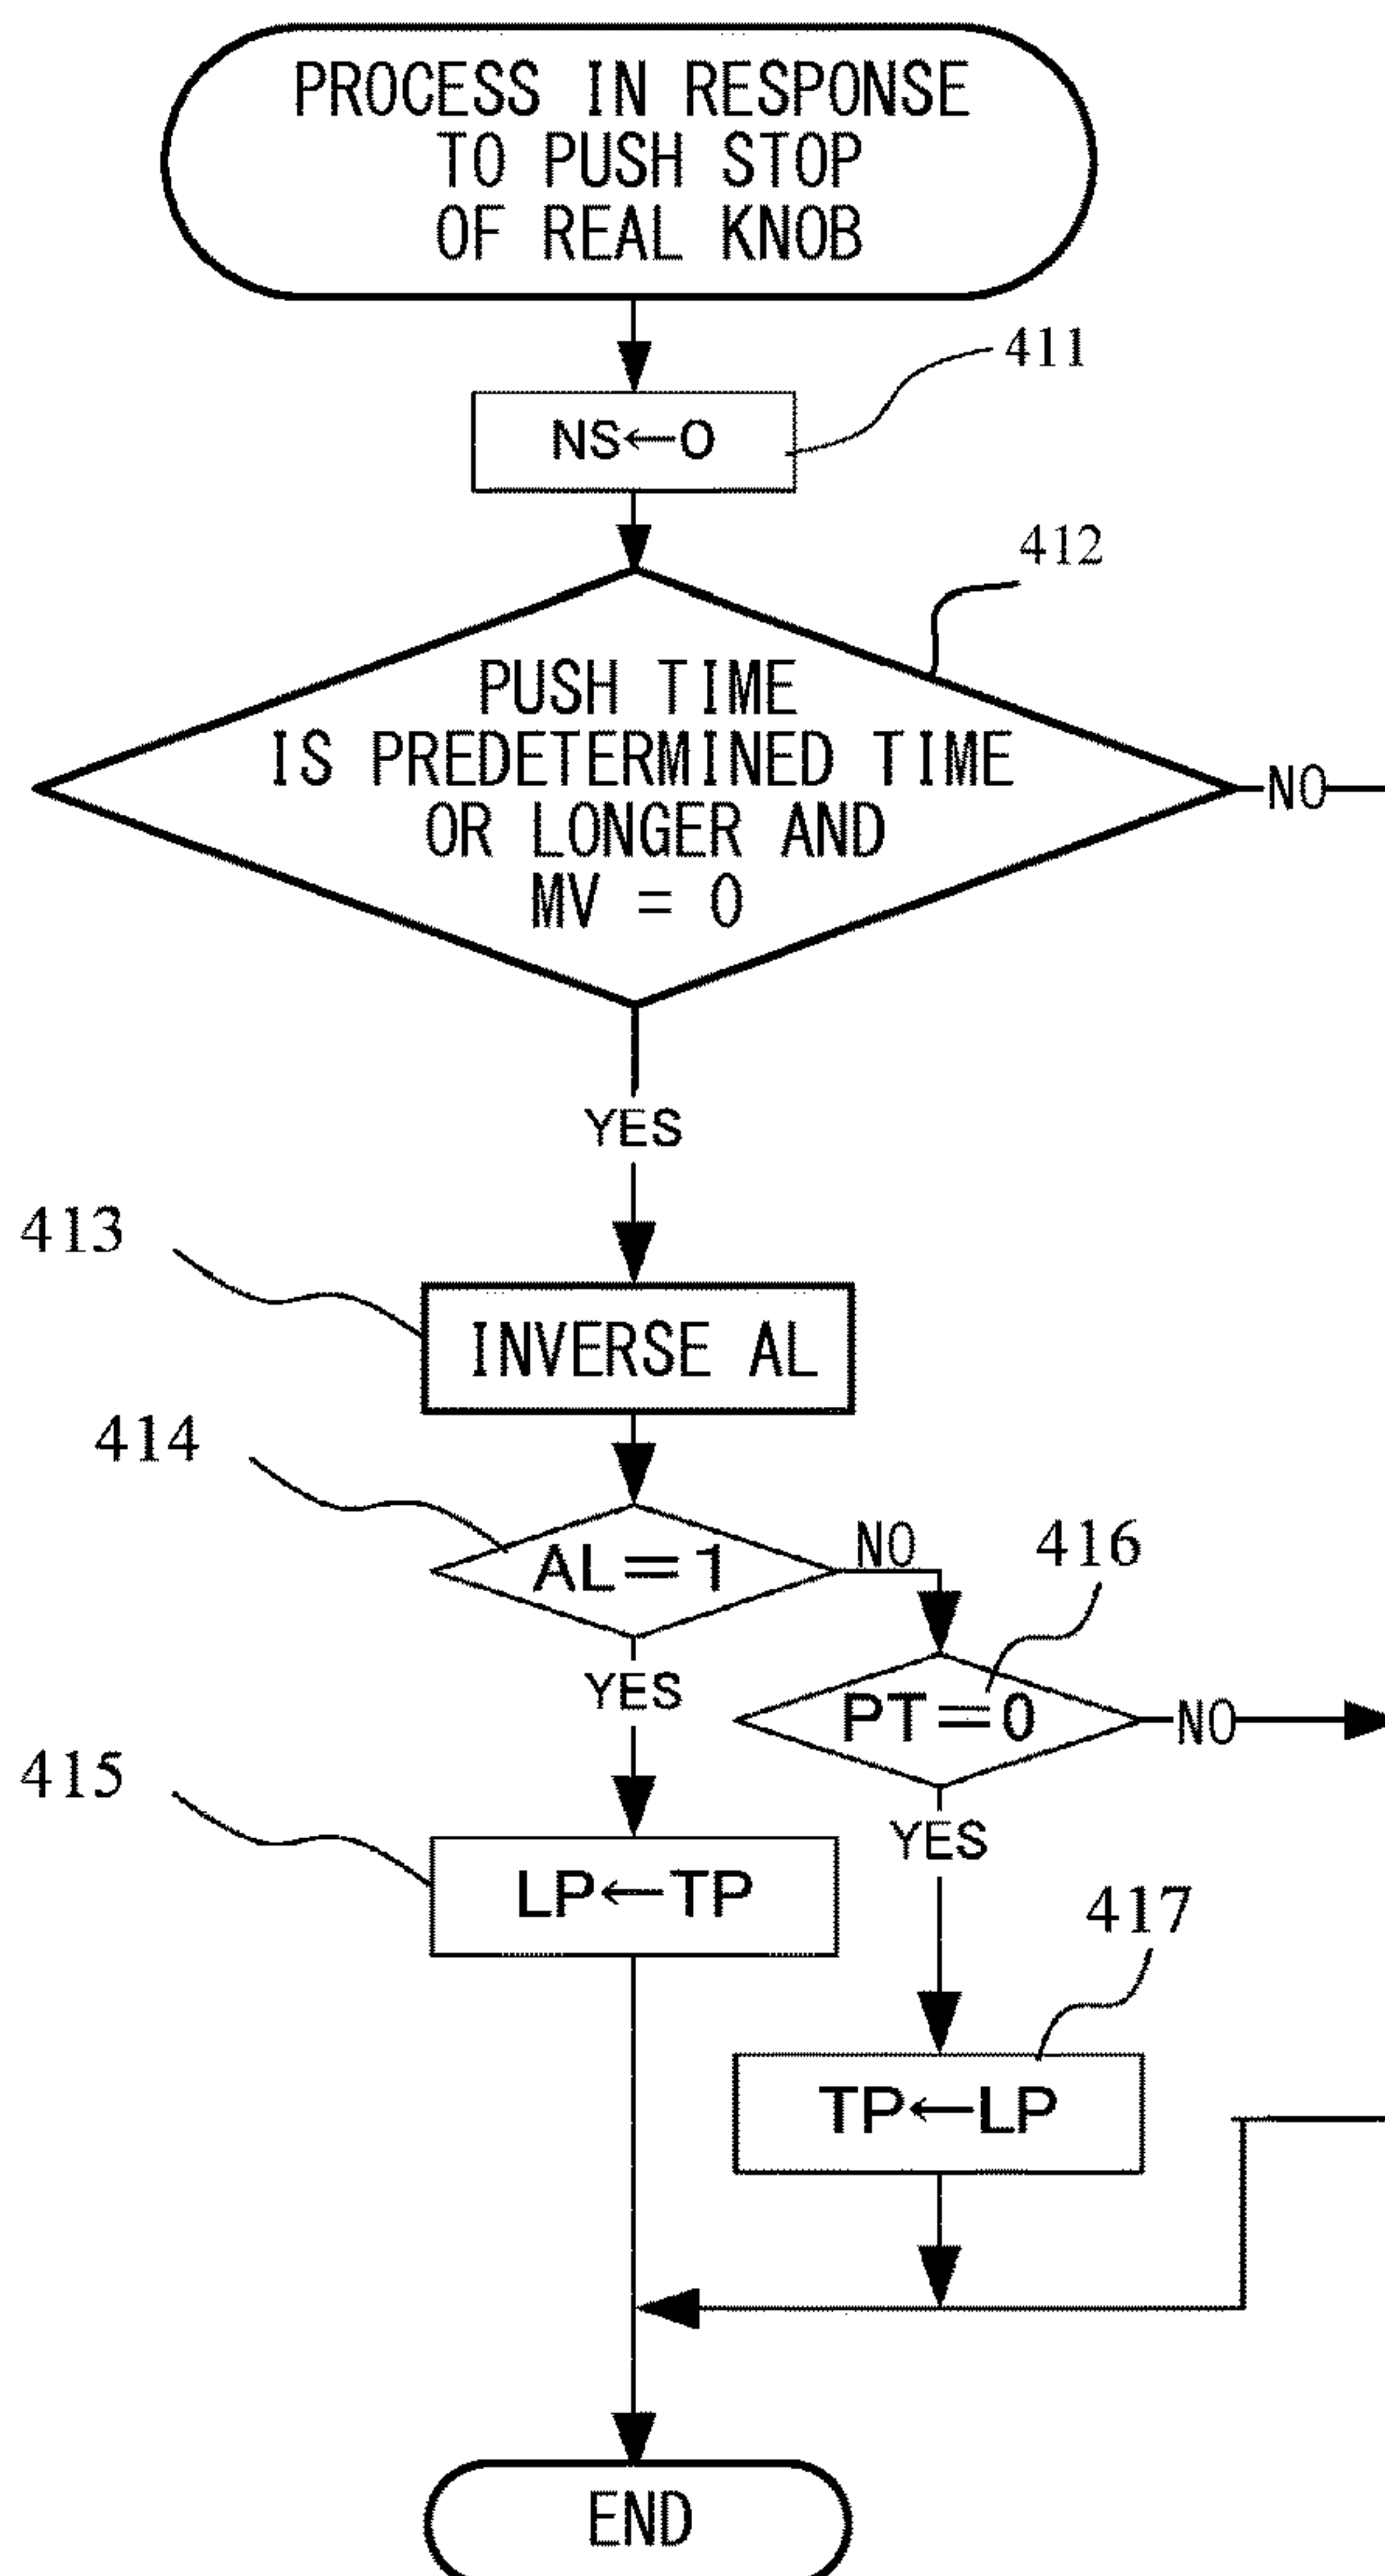 PROCESS IN RESPONSE
TO PUSH STOP
OF REAL KNOB
411
NS←0
412
PUSH TIME
IS PREDETERMINED TIME
OR LONGER AND
MV = 0
NO
YES
413
INVERSE AL
414
AL=1
NO
416
YES
PT=0
NO
415
YES
LP←TP
417
TP←LP
END